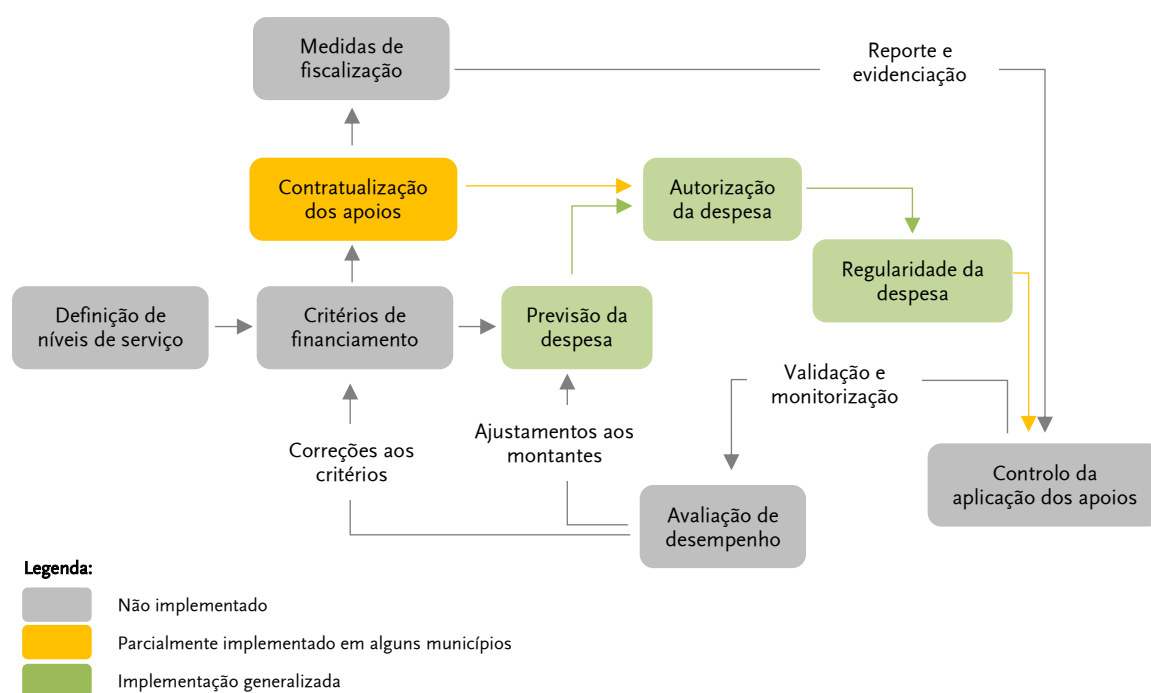 Medidas de
fiscalização
Reporte e
evidenciação
Contratualização
dos apoios
Autorização
da despesa
Regularidade da
despesa
Definição de
níveis de serviço
Critérios de
financiamento
Previsão da
despesa
Validação e
monitorização
Correções aos
critérios
Ajustamentos aos
montantes
Controlo da
aplicação dos apoios
Avaliação de
desempenho
Legenda:
Não implementado
Parcialmente implementado em alguns municípios
Implementação generalizada